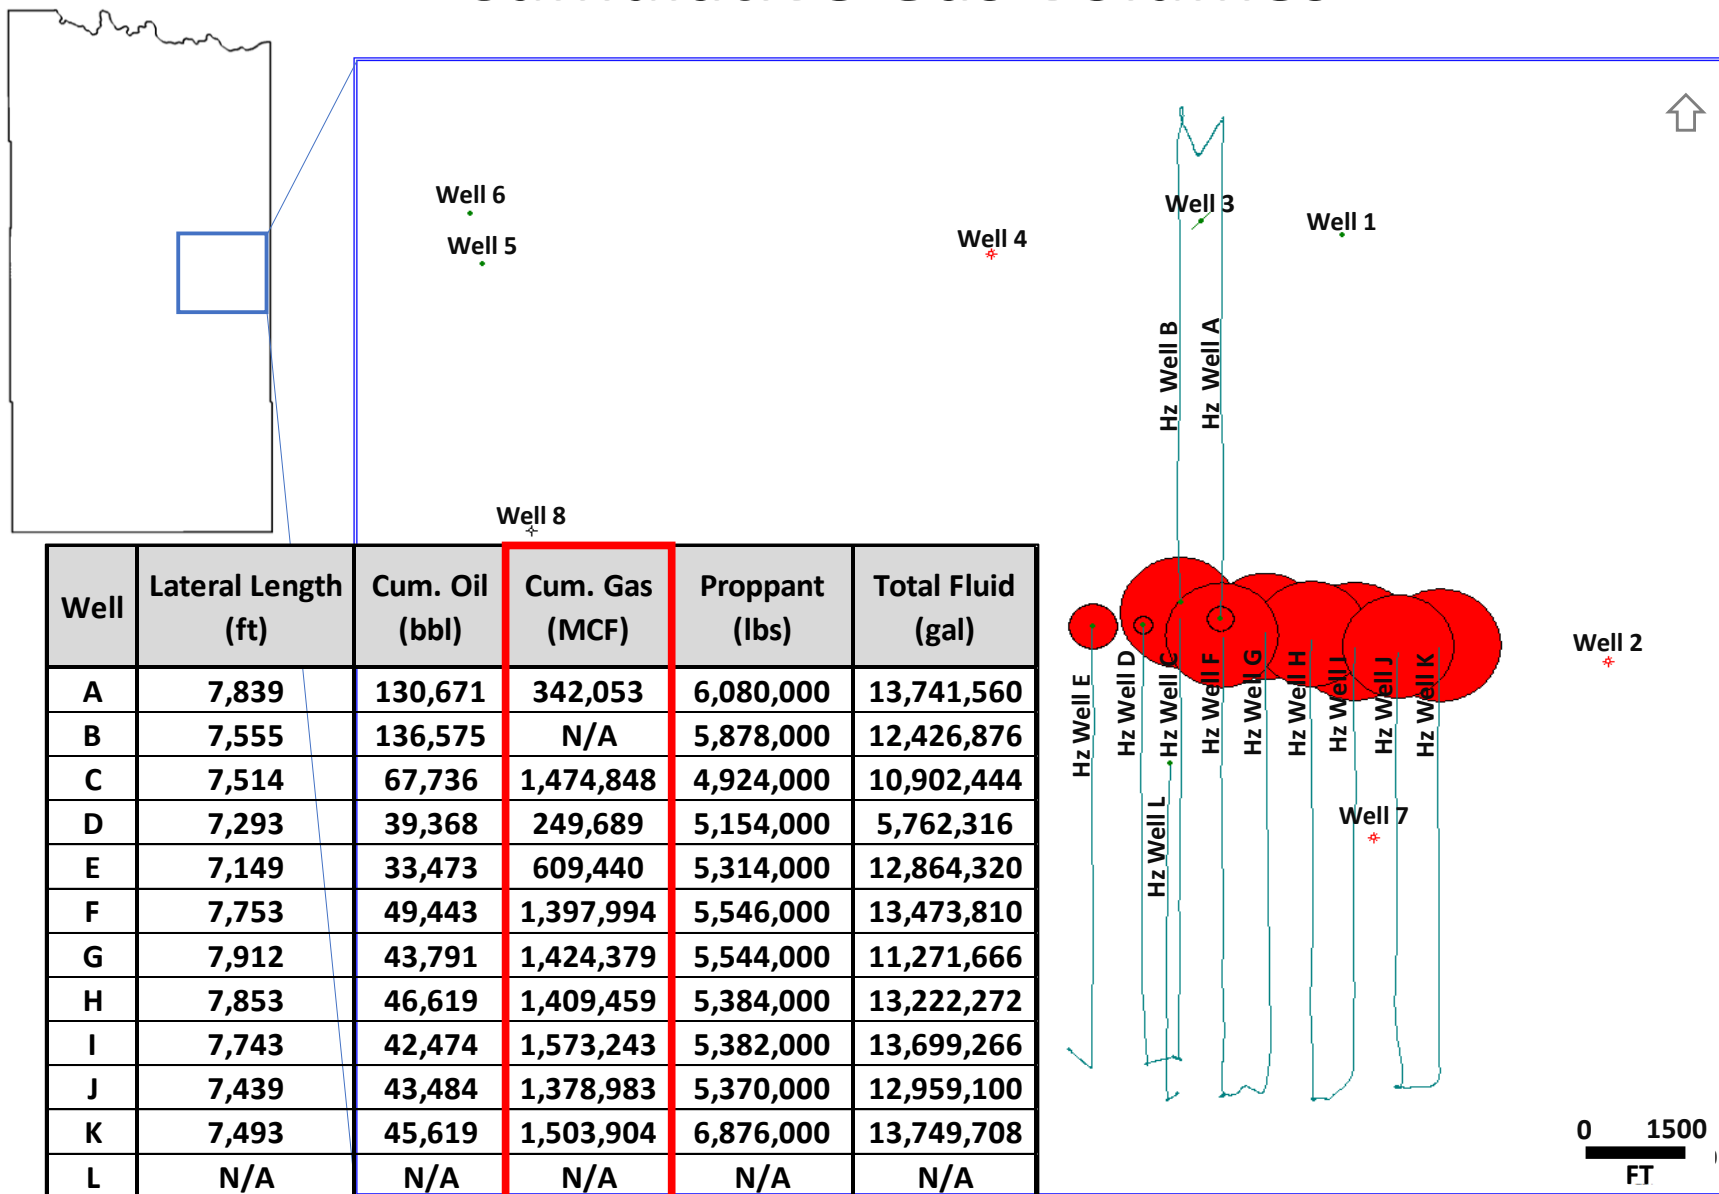 Well 6
Well 5
Well 4
Well 3
Well 1
Hz Well B
Hz Well A
Well 8
Well 2
Well 7
Hz Well E
Hz Well D
Hz Well C
Hz Well F
Hz Well G
Hz Well H
Hz Well I
Hz Well J
Hz Well K
Hz Well L
Well Lateral Length (ft) Cum. Oil (bbl) Cum. Gas (MCF) Proppant (lbs) Total Fluid (gal)
A 7,839 130,671 342,053 6,080,000 13,741,560
B 7,555 136,575 N/A 5,878,000 12,426,876
C 7,514 67,736 1,474,848 4,924,000 10,902,444
D 7,293 39,368 249,689 5,154,000 5,762,316
E 7,149 33,473 609,440 5,314,000 12,864,320
F 7,753 49,443 1,397,994 5,546,000 13,473,810
G 7,912 43,791 1,424,379 5,544,000 11,271,666
H 7,853 46,619 1,409,459 5,384,000 13,222,272
I 7,743 42,474 1,573,243 5,382,000 13,699,266
J 7,439 43,484 1,378,983 5,370,000 12,959,100
K 7,493 45,619 1,503,904 6,876,000 13,749,708
L N/A N/A N/A N/A N/A
0 1500
FT